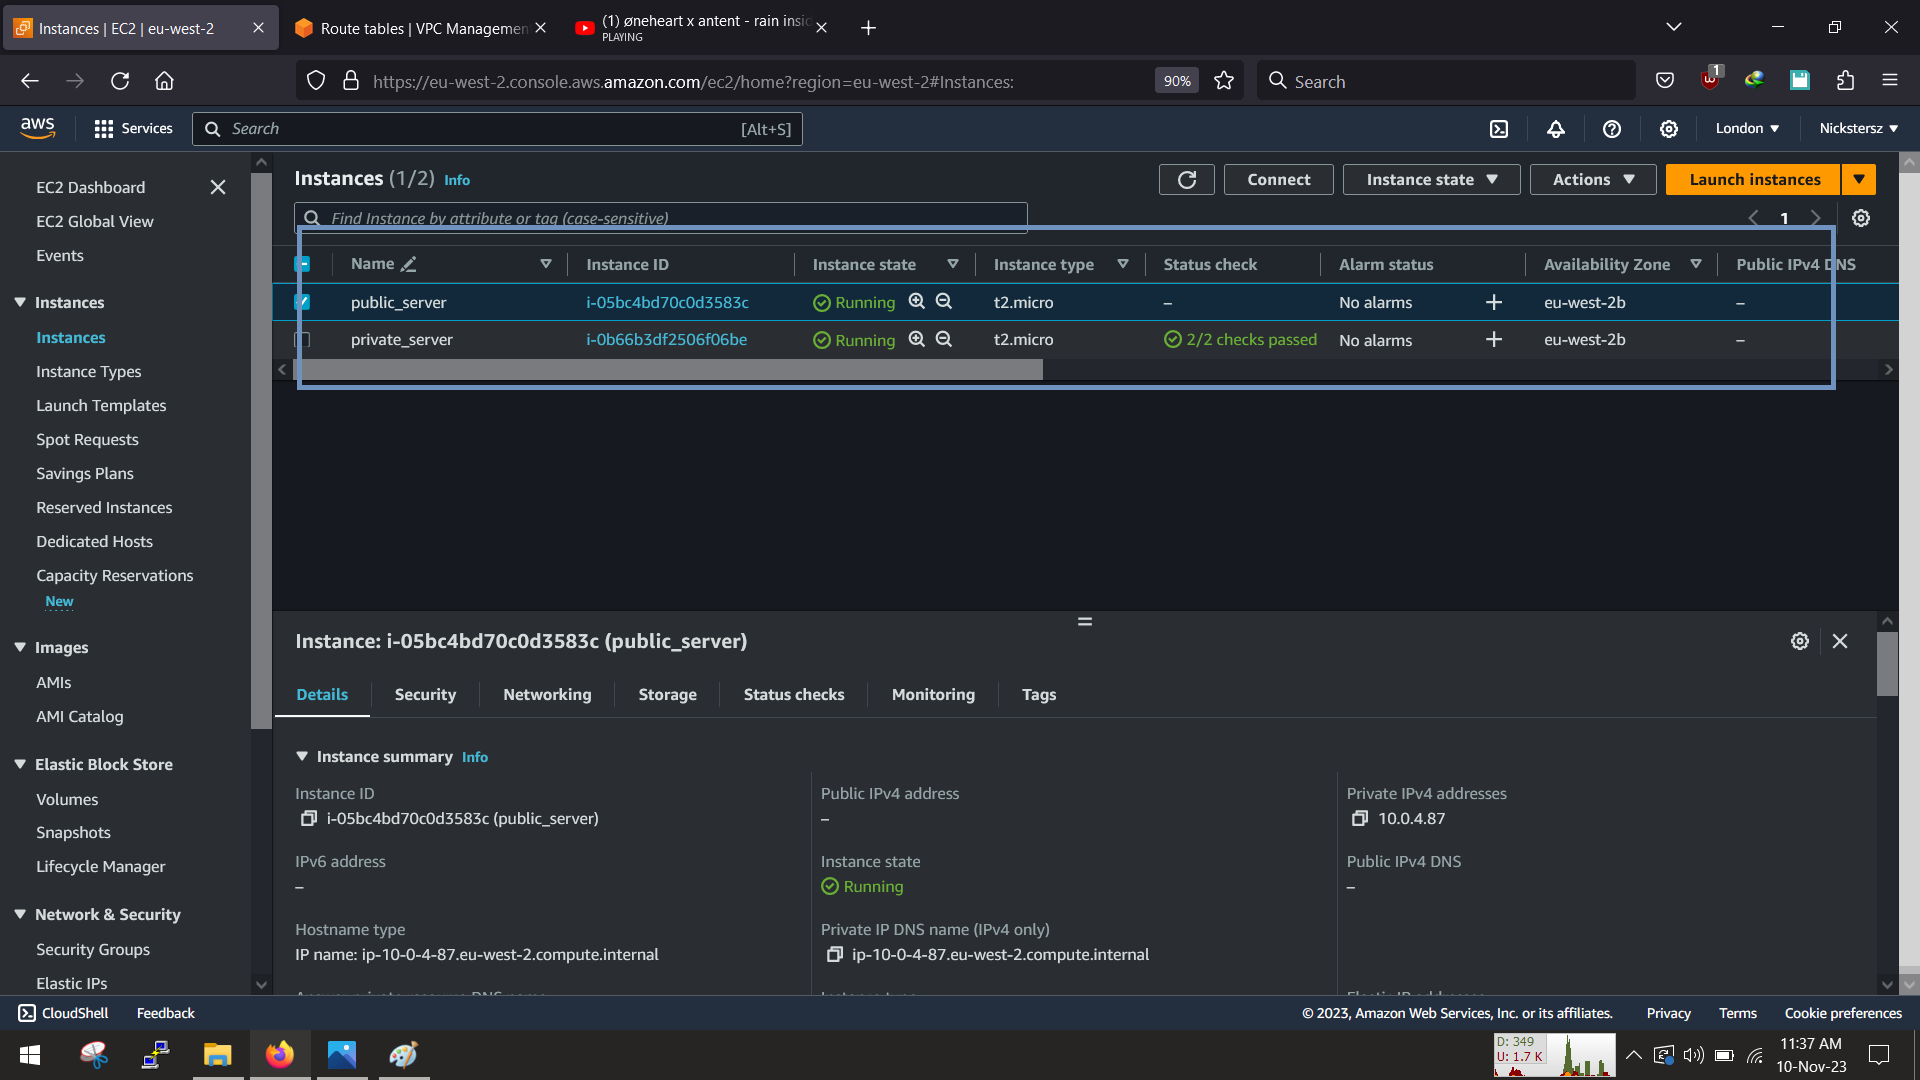 Instances | EC2 | eu-west-2
Route tables | VPC Managemen
(1) øneheart x antent - rain insid
PLAYING
https://eu-west-2.console.aws.amazon.com/ec2/home?region=eu-west-2#Instances:
90%
Search
1
aws
Services
Search
[Alt+S]
London
Nickstersz
EC2 Dashboard
EC2 Global View
Events
Instances
Instances
Instance Types
Launch Templates
Spot Requests
Savings Plans
Reserved Instances
Dedicated Hosts
Capacity Reservations
New
Images
AMIs
AMI Catalog
Elastic Block Store
Volumes
Snapshots
Lifecycle Manager
Network & Security
Security Groups
Elastic IPs
Instances (1/2) Info
Connect
Instance state
Actions
Launch instances
Find Instance by attribute or tag (case-sensitive)
1
Name
Instance ID
Instance state
Instance type
Status check
Alarm status
Availability Zone
Public IPv4 DNS
public_server i-05bc4bd70c0d3583c Running t2.micro – No alarms + eu-west-2b –
private_server i-0b66b3df2506f06be Running t2.micro 2/2 checks passed No alarms + eu-west-2b –
Instance: i-05bc4bd70c0d3583c (public_server)
Details
Security
Networking
Storage
Status checks
Monitoring
Tags
Instance summary Info
Instance ID
i-05bc4bd70c0d3583c (public_server)
Public IPv4 address
–
Private IPv4 addresses
10.0.4.87
IPv6 address
–
Instance state
Running
Public IPv4 DNS
–
Hostname type
IP name: ip-10-0-4-87.eu-west-2.compute.internal
Private IP DNS name (IPv4 only)
ip-10-0-4-87.eu-west-2.compute.internal
CloudShell
Feedback
© 2023, Amazon Web Services, Inc. or its affiliates.
Privacy
Terms
Cookie preferences
D: 349
U: 1.7 K
11:37 AM
10-Nov-23